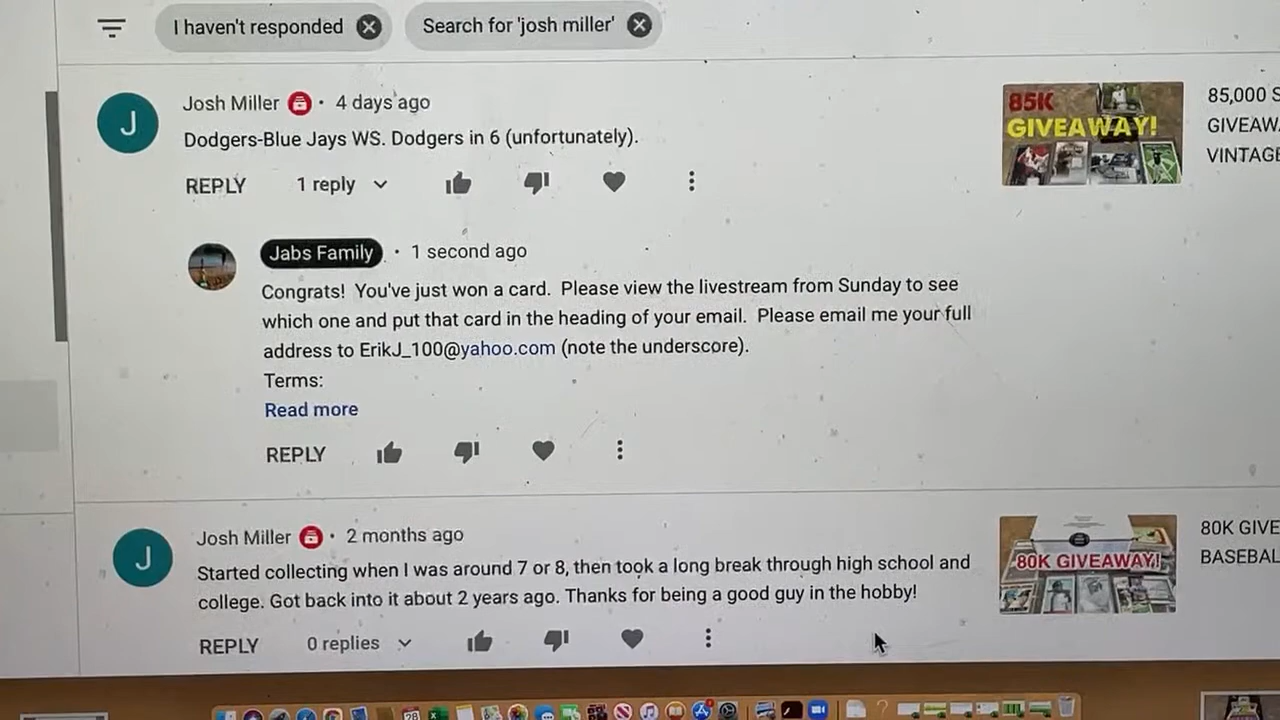 I haven't responded
Search for 'josh miller'
Josh Miller • 4 days ago
Dodgers-Blue Jays WS. Dodgers in 6 (unfortunately).
REPLY 1 reply
85K
GIVEAWAY!
85,000 S
GIVEAW
VINTAGE
Jabs Family • 1 second ago
Congrats! You've just won a card. Please view the livestream from Sunday to see
which one and put that card in the heading of your email. Please email me your full
address to ErikJ_100@yahoo.com (note the underscore).
Terms:
Read more
REPLY
J
Josh Miller • 2 months ago
Started collecting when I was around 7 or 8, then took a long break through high school and
college. Got back into it about 2 years ago. Thanks for being a good guy in the hobby!
REPLY 0 replies
80K GIVEAWAY!
80K GIVE
BASEBAL
J
28